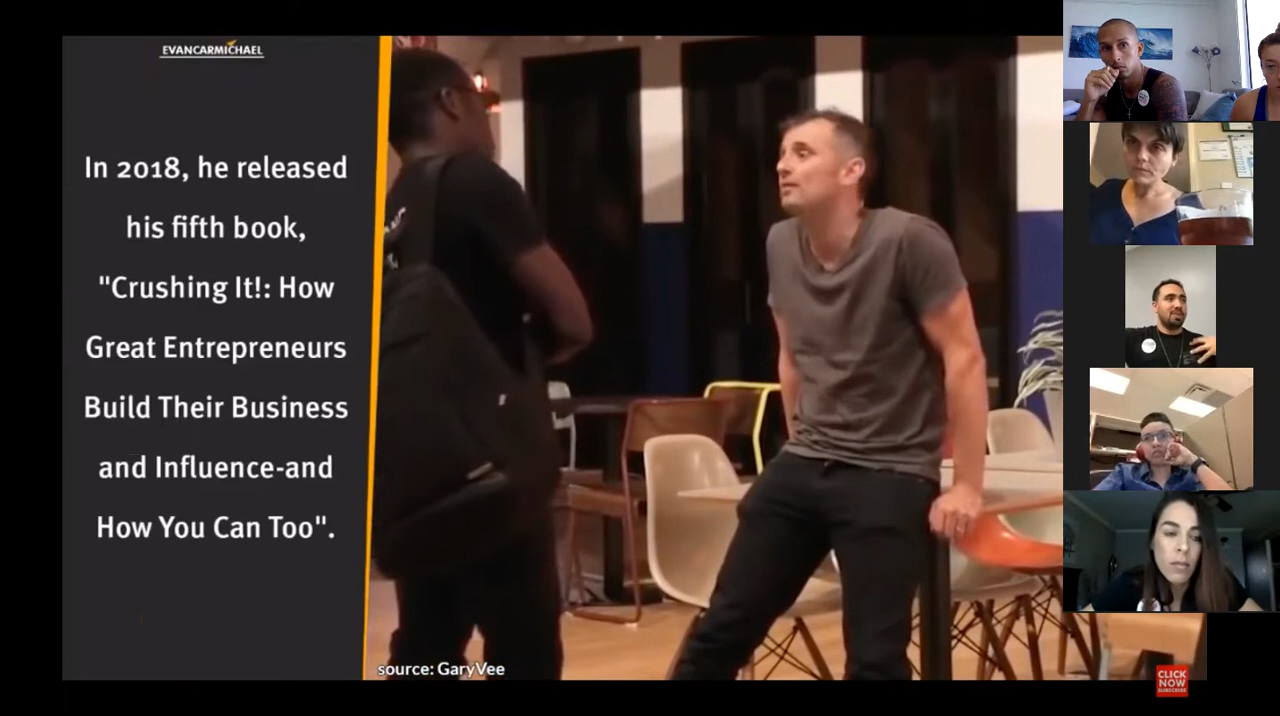 EVANCARMICHAEL
In 2018, he released
his fifth book,
"Crushing It!: How
Great Entrepreneurs
Build Their Business
and Influence-and
How You Can Too".
source: GaryVee
CLICK
NOW
SUBSCRIBE